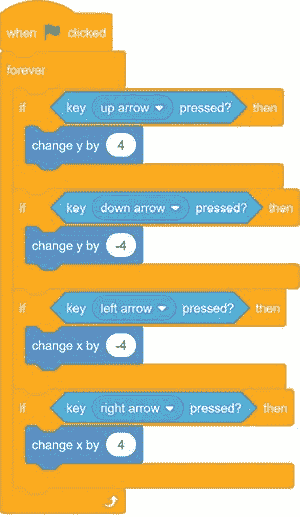 when clicked
forever
if key up arrow pressed? then
change y by 4
if key down arrow pressed? then
change y by -4
if key left arrow pressed? then
change x by -4
if key right arrow pressed? then
change x by 4